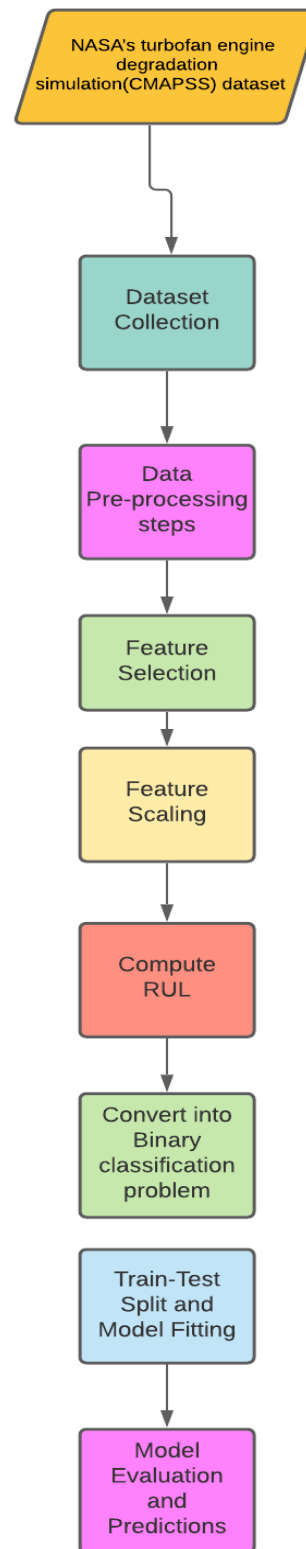 NASA's turbofan engine
degradation
simulation(CMAPSS) dataset
Dataset
Collection
Data
Pre-processing
steps
Feature
Selection
Feature
Scaling
Compute
RUL
Convert into
Binary
classification
problem
Train-Test
Split and
Model Fitting
Model
Evaluation
and
Predictions